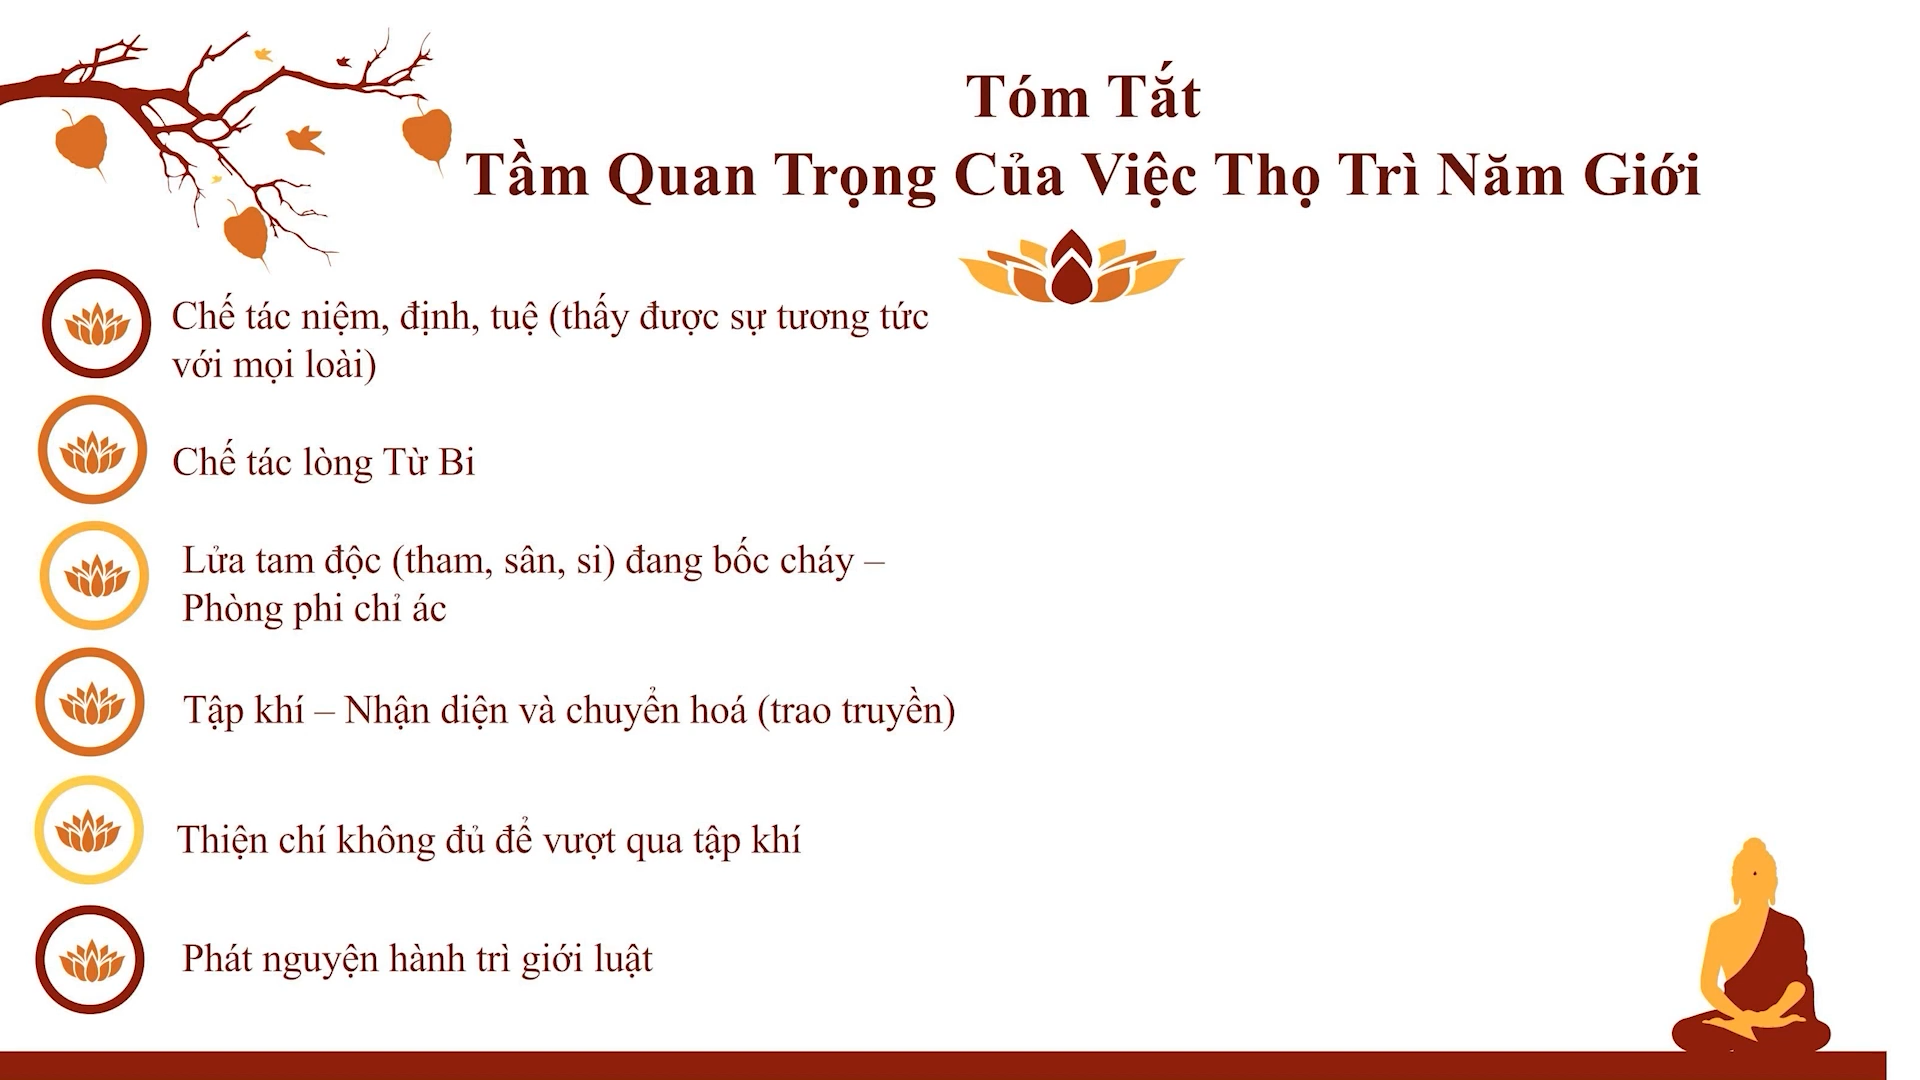 Tóm Tắt
Tầm Quan Trọng Của Việc Thọ Trì Năm Giới
Chế tác niệm, định, tuệ (thấy được sự tương tức
với mọi loài)
Chế tác lòng Từ Bi
Lửa tam độc (tham, sân, si) đang bốc cháy –
Phòng phi chỉ ác
Tập khí – Nhận diện và chuyển hoá (trao truyền)
Thiện chí không đủ để vượt qua tập khí
Phát nguyện hành trì giới luật